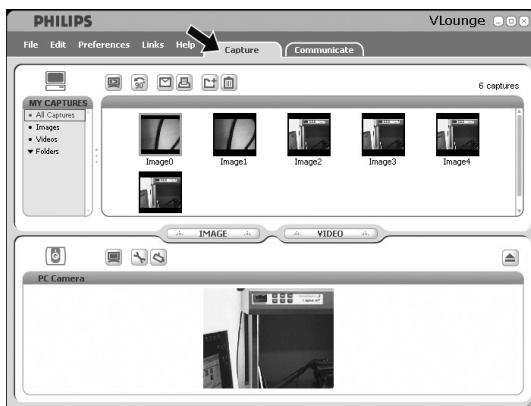 PHILIPS
VLounge
File Edit Preferences Links Help
Capture
Communicate
90°
6 captures
MY CAPTURES
All Captures
Images
Videos
Folders
Image0 Image1 Image2 Image3 Image4
IMAGE
VIDEO
PC Camera